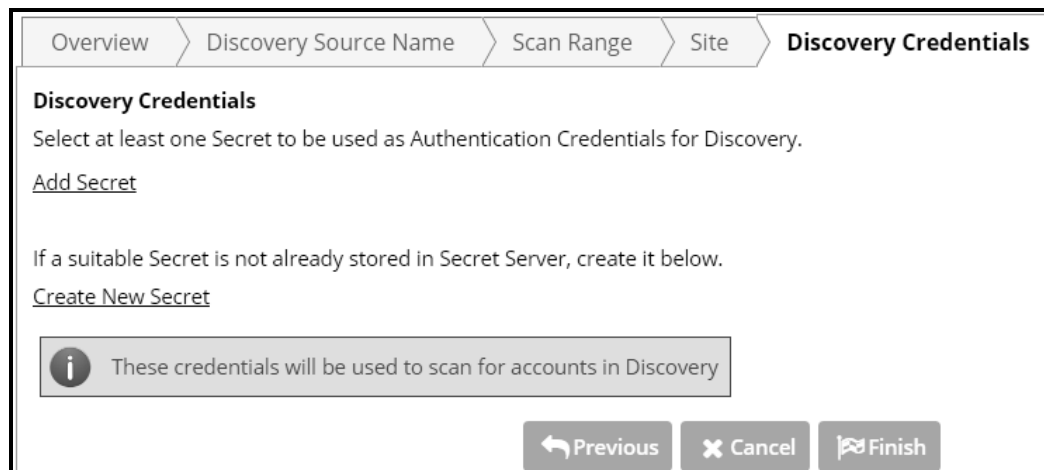 Overview Discovery Source Name Scan Range Site Discovery Credentials
Discovery Credentials
Select at least one Secret to be used as Authentication Credentials for Discovery.
Add Secret
If a suitable Secret is not already stored in Secret Server, create it below.
Create New Secret
These credentials will be used to scan for accounts in Discovery
Previous Cancel Finish